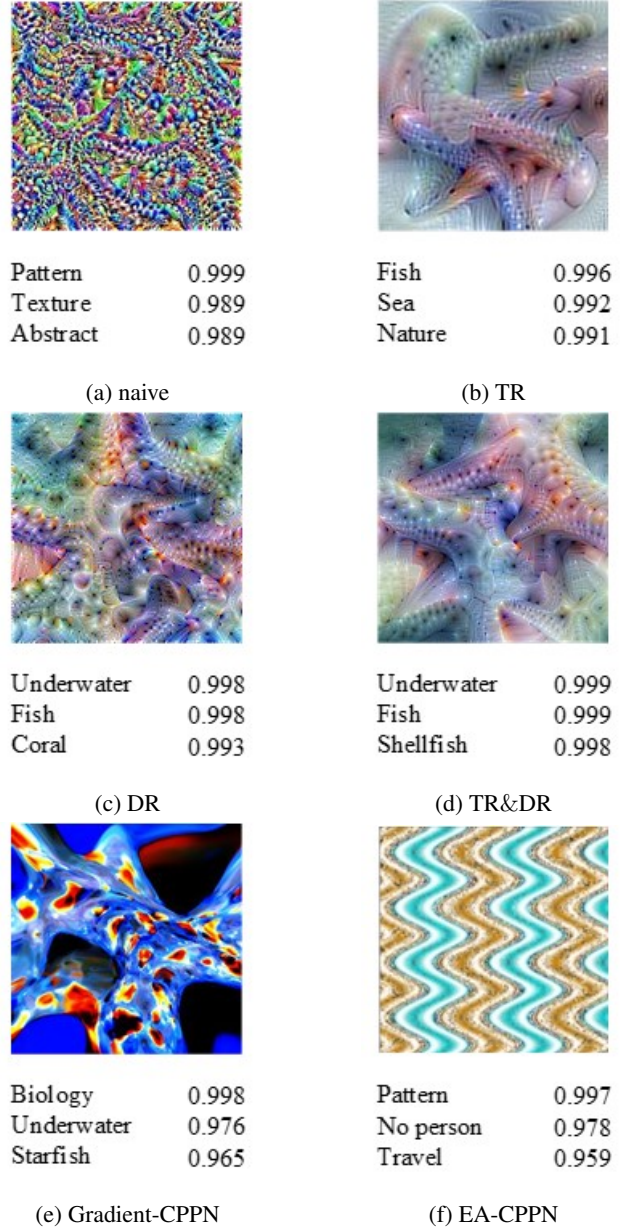 Pattern 0.999
Texture 0.989
Abstract 0.989
(a) naive
Fish 0.996
Sea 0.992
Nature 0.991
(b) TR
Underwater 0.998
Fish 0.998
Coral 0.993
(c) DR
Underwater 0.999
Fish 0.999
Shellfish 0.998
(d) TR&DR
Biology 0.998
Underwater 0.976
Starfish 0.965
(e) Gradient-CPPN
Pattern 0.997
No person 0.978
Travel 0.959
(f) EA-CPPN